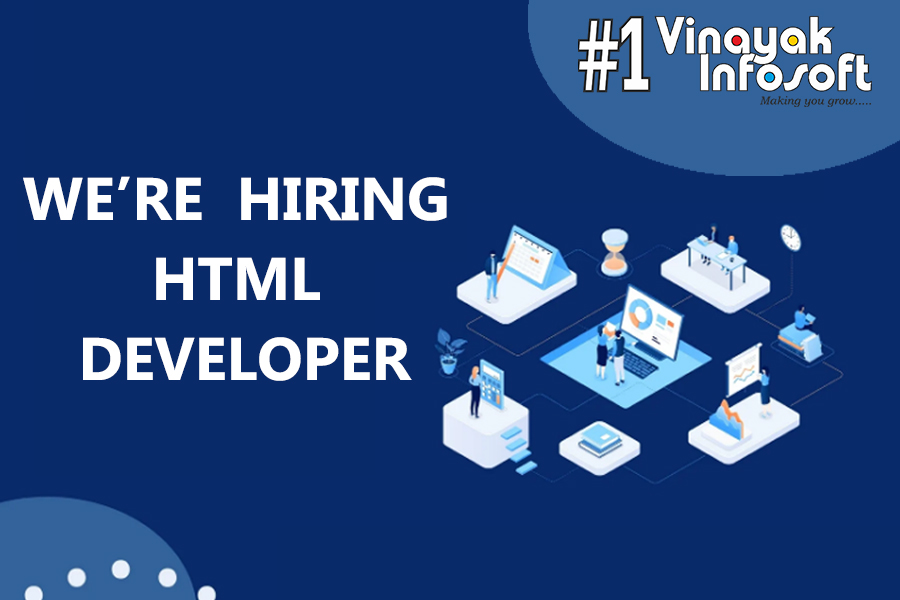 #1 Vinayak
Infosoft
Making you grow.....
WE’RE HIRING
HTML
DEVELOPER